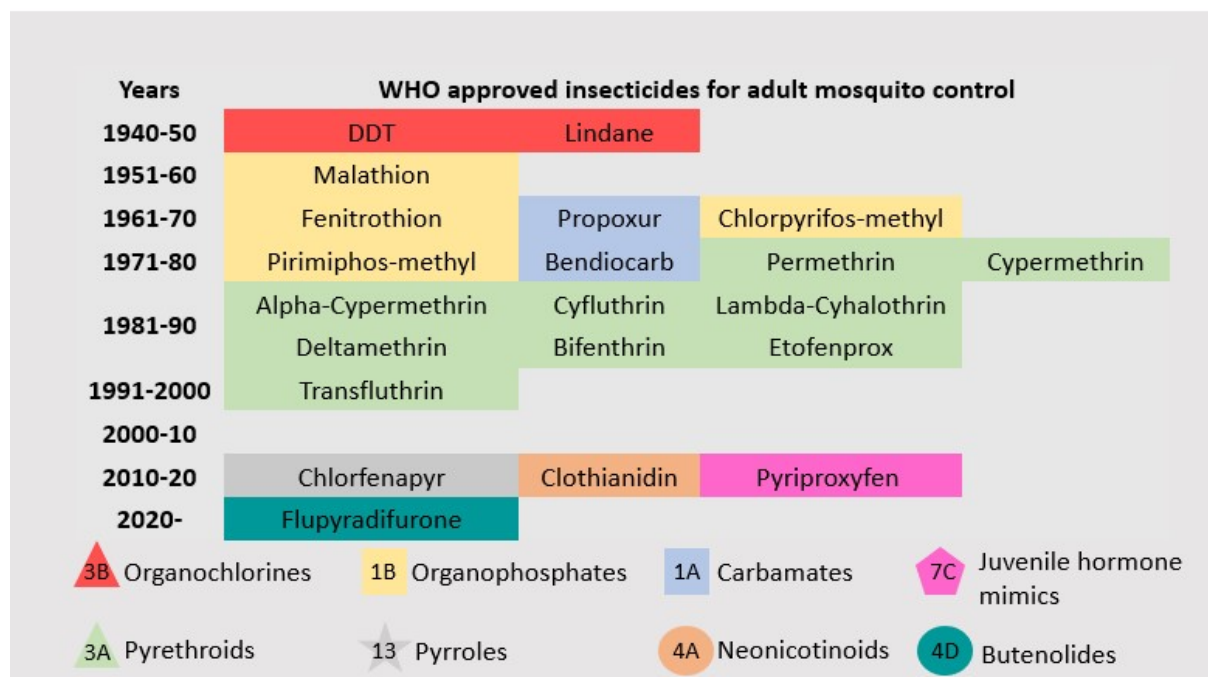 Years WHO approved insecticides for adult mosquito control
1940-50 DDT Lindane
1951-60 Malathion
1961-70 Fenitrothion Propoxur Chlorpyrifos-methyl
1971-80 Pirimiphos-methyl Bendiocarb Permethrin Cypermethrin
1981-90 Alpha-Cypermethrin Cyfluthrin Lambda-Cyhalothrin
Deltamethrin Bifenthrin Etofenprox
1991-2000 Transfluthrin
2000-10
2010-20 Chlorfenapyr Clothianidin Pyriproxyfen
2020- Flupyradifurone
3B Organochlorines 1B Organophosphates 1A Carbamates 7C Juvenile hormone
mimics
3A Pyrethroids 13 Pyrroles 4A Neonicotinoids 4D Butenolides